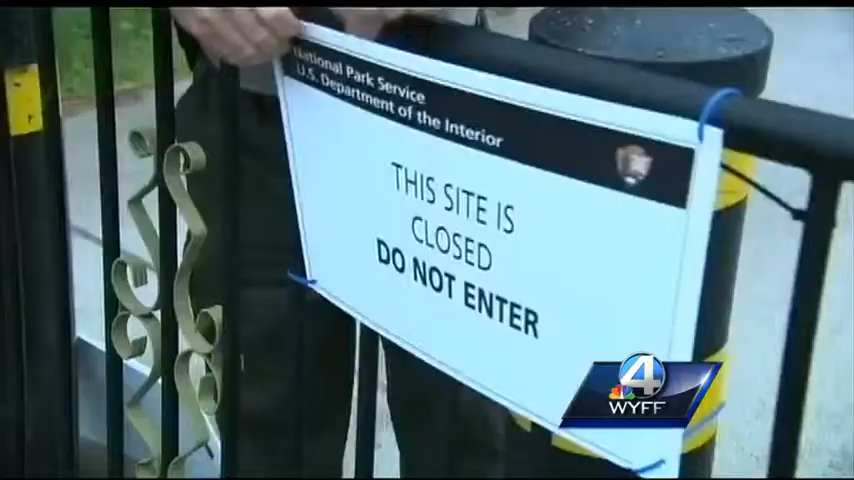 National Park Service
U.S. Department of the Interior
THIS SITE IS
CLOSED
DO NOT ENTER
4
WYFF